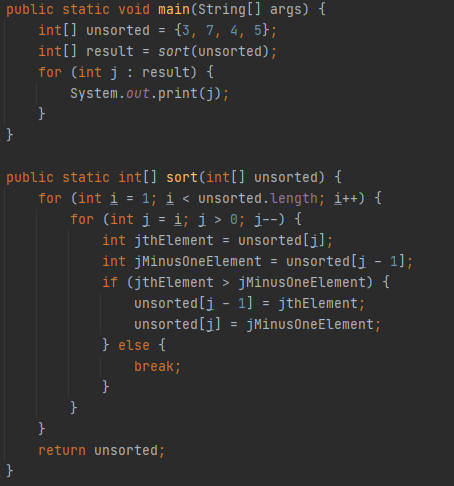 public static void main(String[] args) {
    int[] unsorted = {3, 7, 4, 5};
    int[] result = sort(unsorted);
    for (int j : result) {
        System.out.print(j);
    }
}

public static int[] sort(int[] unsorted) {
    for (int i = 1; i < unsorted.length; i++) {
        for (int j = i; j > 0; j--) {
            int jthElement = unsorted[j];
            int jMinusOneElement = unsorted[j - 1];
            if (jthElement > jMinusOneElement) {
                unsorted[j - 1] = jthElement;
                unsorted[j] = jMinusOneElement;
            } else {
                break;
            }
        }
    }
    return unsorted;
}